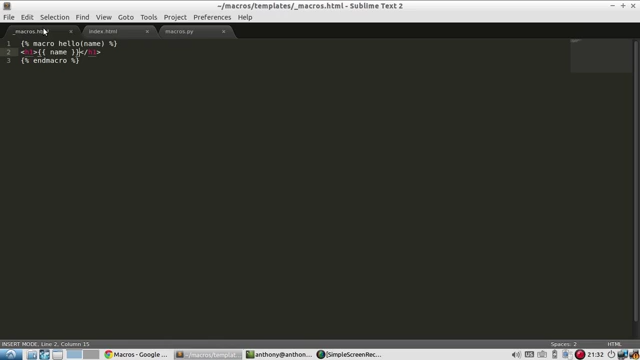 ~/macros/templates/_macros.html - Sublime Text 2
File Edit Selection Find View Goto Tools Project Preferences Help
_macros.html × index.html × macros.py ×
1 {% macro hello(name) %}
2 <h1>{{ name }}</h1>
3 {% endmacro %}
INSERT MODE, Line 2, Column 15 Spaces: 2 HTML
Macros - Google ... ~/macros/templat... anthony@anthon... [SimpleScreenRec... 21:32